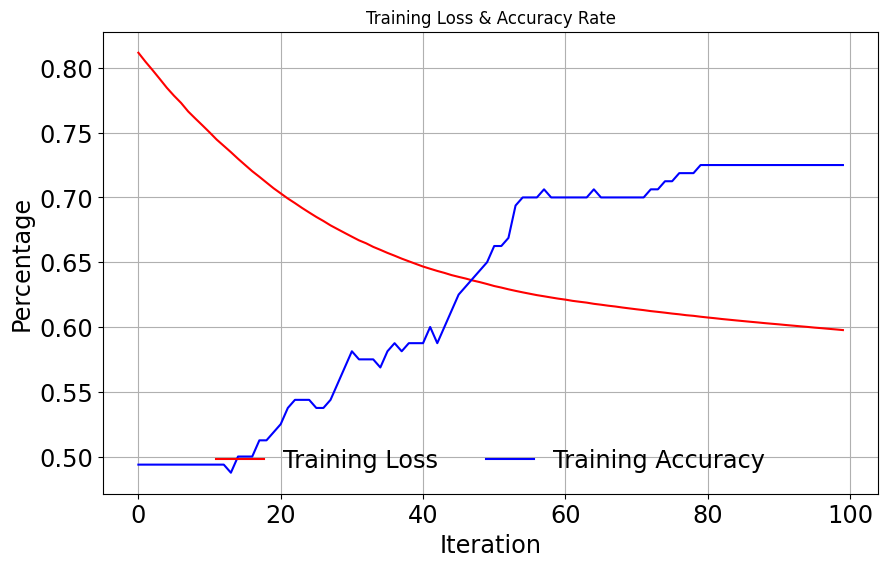 Training Loss & Accuracy Rate
0.80
0.75
0.70
0.65
0.60
0.55
0.50
Percentage
Training Loss
Training Accuracy
0 20 40 60 80 100
Iteration